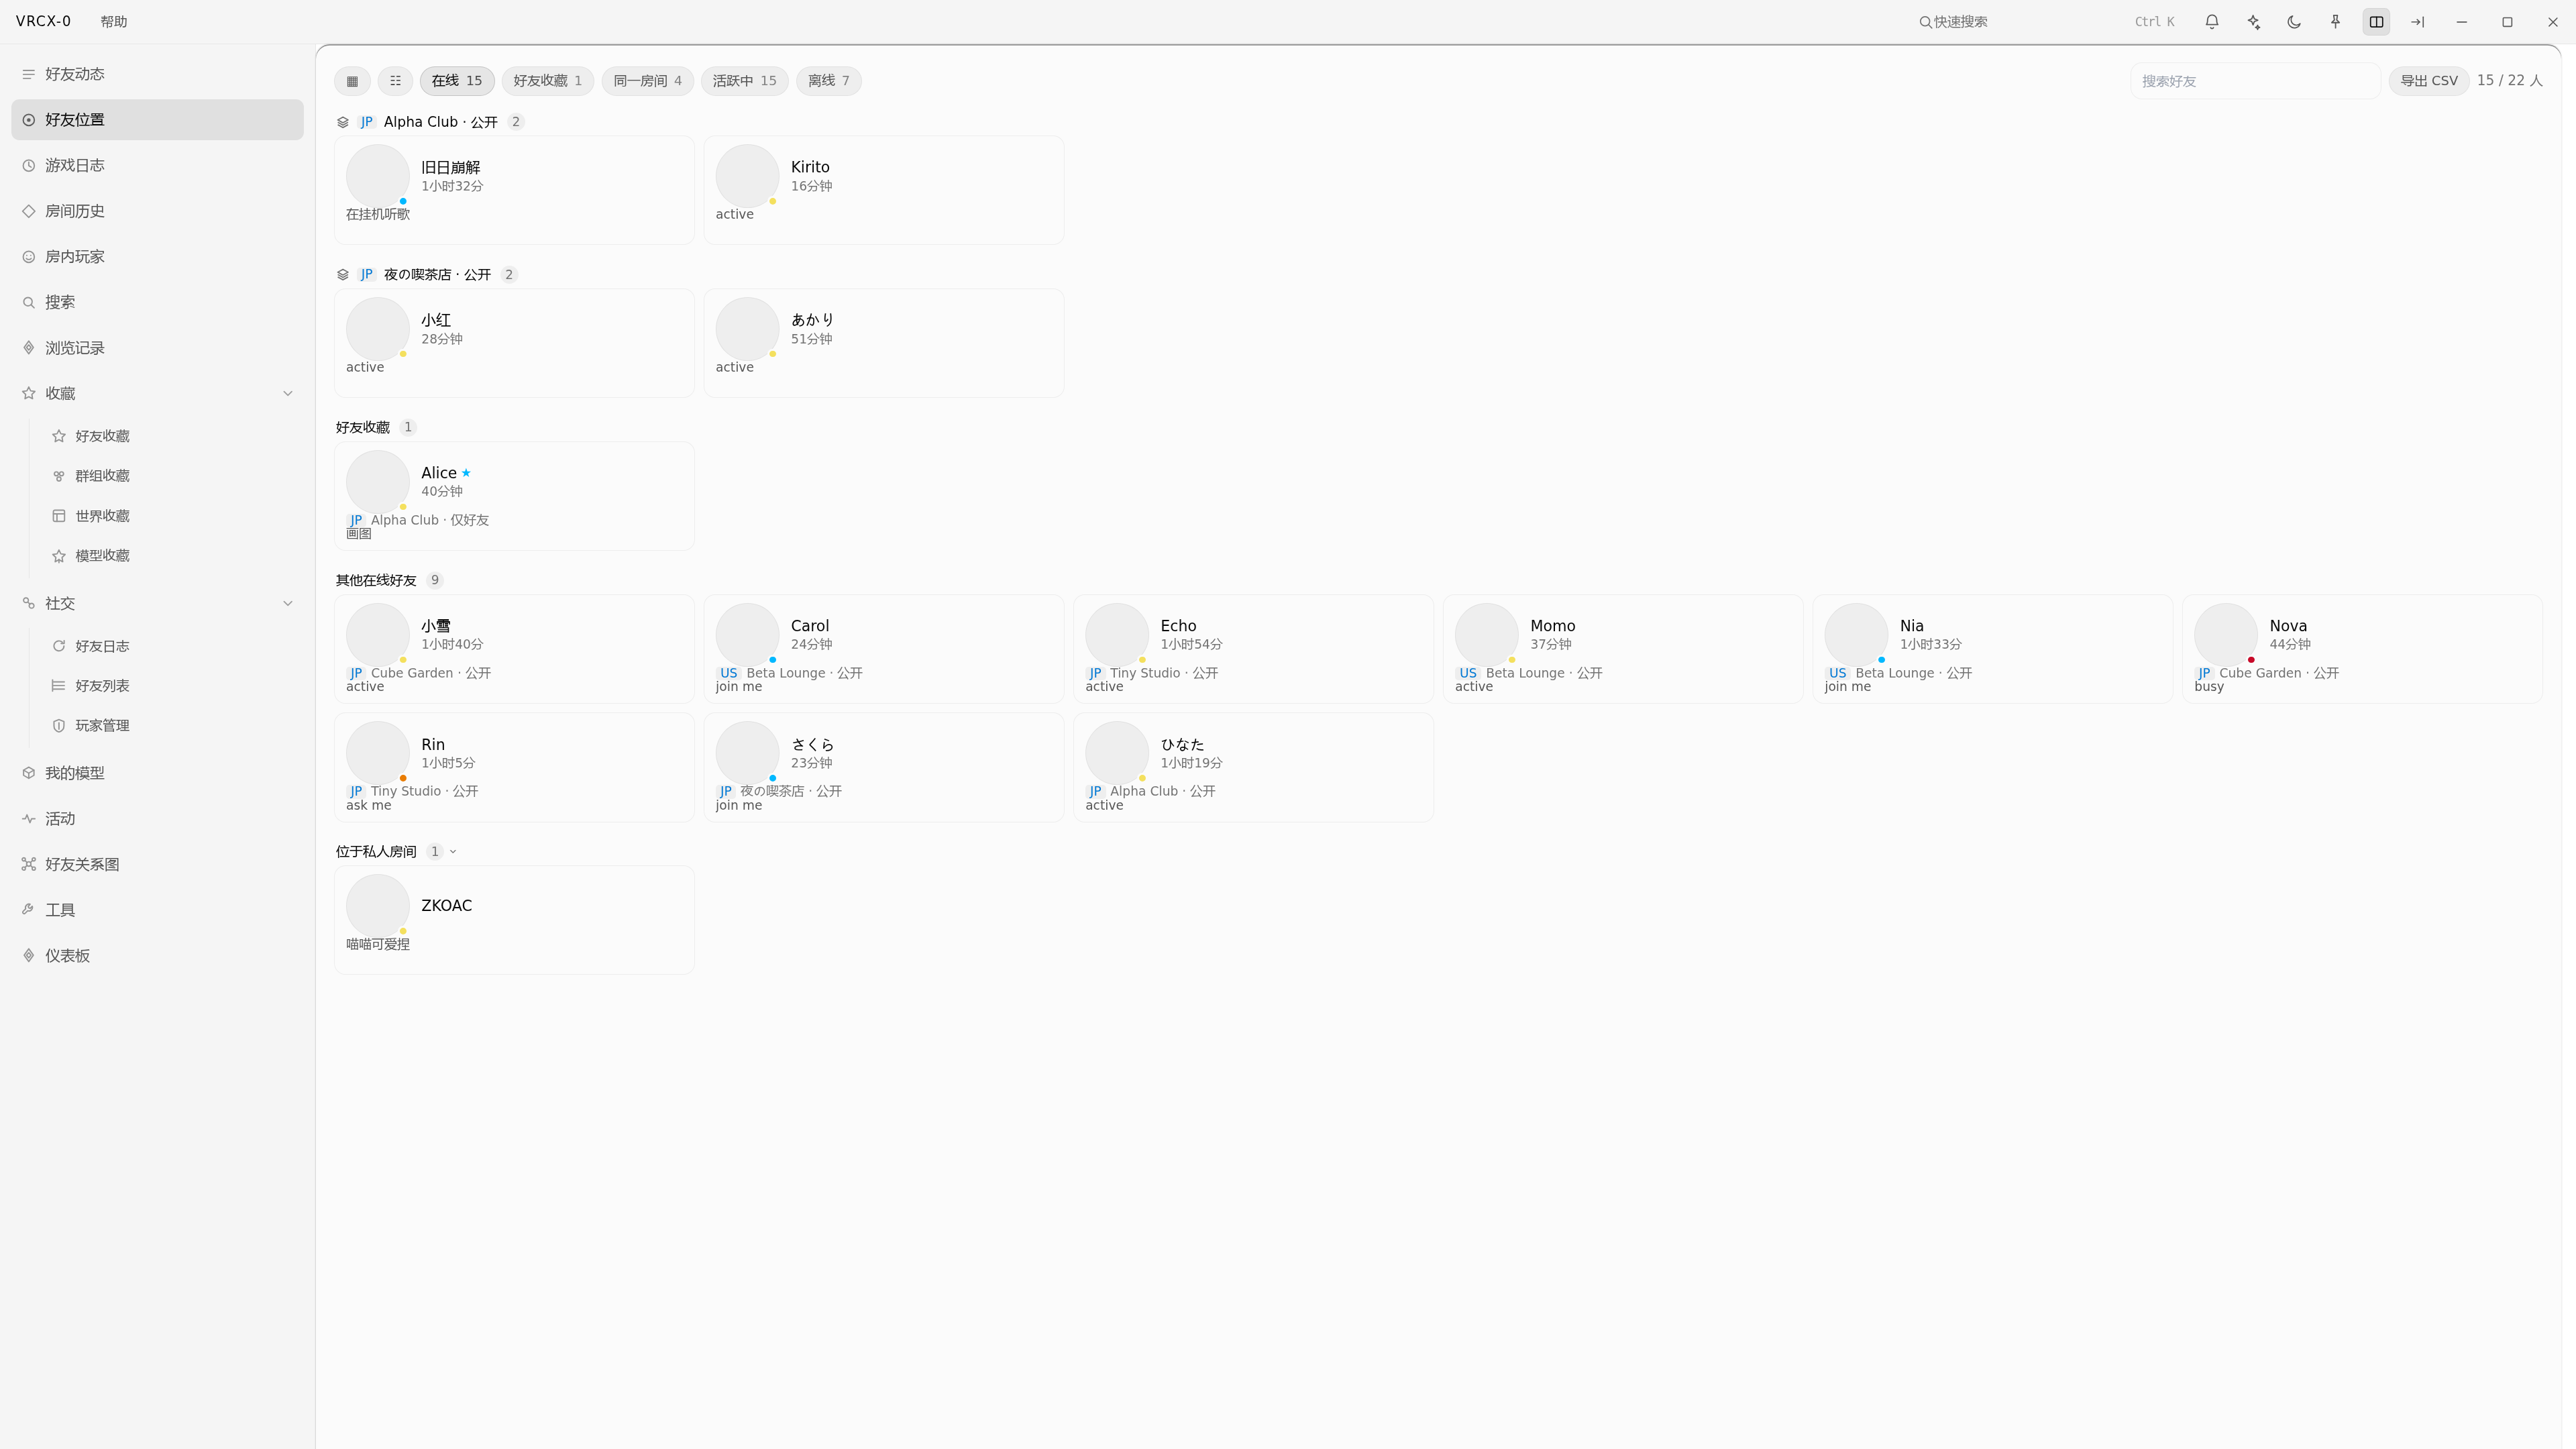 VRCX-0 帮助 快速搜索 Ctrl K
好友动态
好友位置
游戏日志
房间历史
房内玩家
搜索
浏览记录
收藏
好友收藏
群组收藏
世界收藏
模型收藏
社交
好友日志
好友列表
玩家管理
我的模型
活动
好友关系图
工具
仪表板
在线 15 好友收藏 1 同一房间 4 活跃中 15 离线 7 搜索好友 导出 CSV 15 / 22 人
JP Alpha Club · 公开 2
旧日崩解
1小时32分
在挂机听歌
Kirito
16分钟
active
JP 夜の喫茶店 · 公开 2
小红
28分钟
active
あかり
51分钟
active
好友收藏 1
Alice ★
40分钟
JP Alpha Club · 仅好友
画图
其他在线好友 9
小雪
1小时40分
JP Cube Garden · 公开
active
Carol
24分钟
US Beta Lounge · 公开
join me
Echo
1小时54分
JP Tiny Studio · 公开
active
Momo
37分钟
US Beta Lounge · 公开
active
Nia
1小时33分
US Beta Lounge · 公开
join me
Nova
44分钟
JP Cube Garden · 公开
busy
Rin
1小时5分
JP Tiny Studio · 公开
ask me
さくら
23分钟
JP 夜の喫茶店 · 公开
join me
ひなた
1小时19分
JP Alpha Club · 公开
active
位于私人房间 1
ZKOAC
喵喵可爱捏